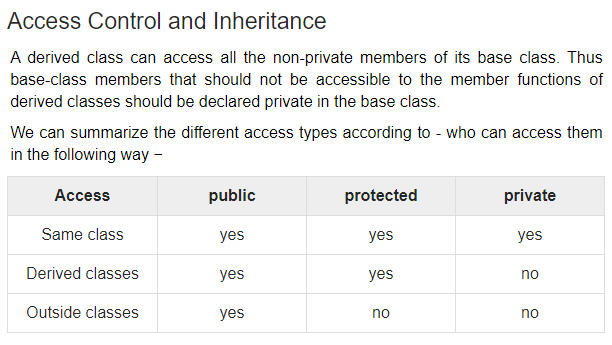 Access Control and Inheritance
A derived class can access all the non-private members of its base class. Thus
base-class members that should not be accessible to the member functions of
derived classes should be declared private in the base class.
We can summarize the different access types according to - who can access them
in the following way −
Access public protected private
Same class yes yes yes
Derived classes yes yes no
Outside classes yes no no